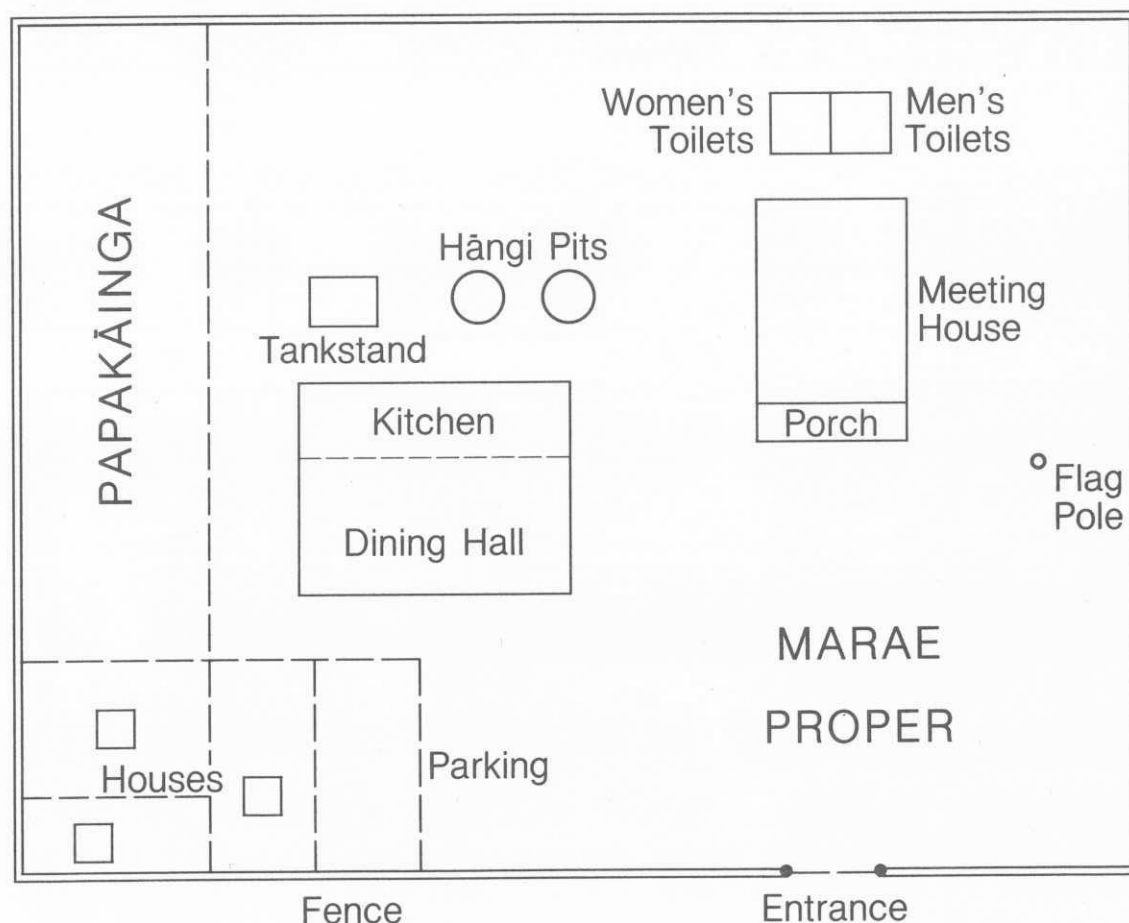 Women's
Toilets
Men's
Toilets
PAPAKĀINGA
Hāngi Pits
Tankstand
Meeting
House
Kitchen
Porch
Dining Hall
Flag
Pole
MARAE
PROPER
Houses
Parking
Fence
Entrance